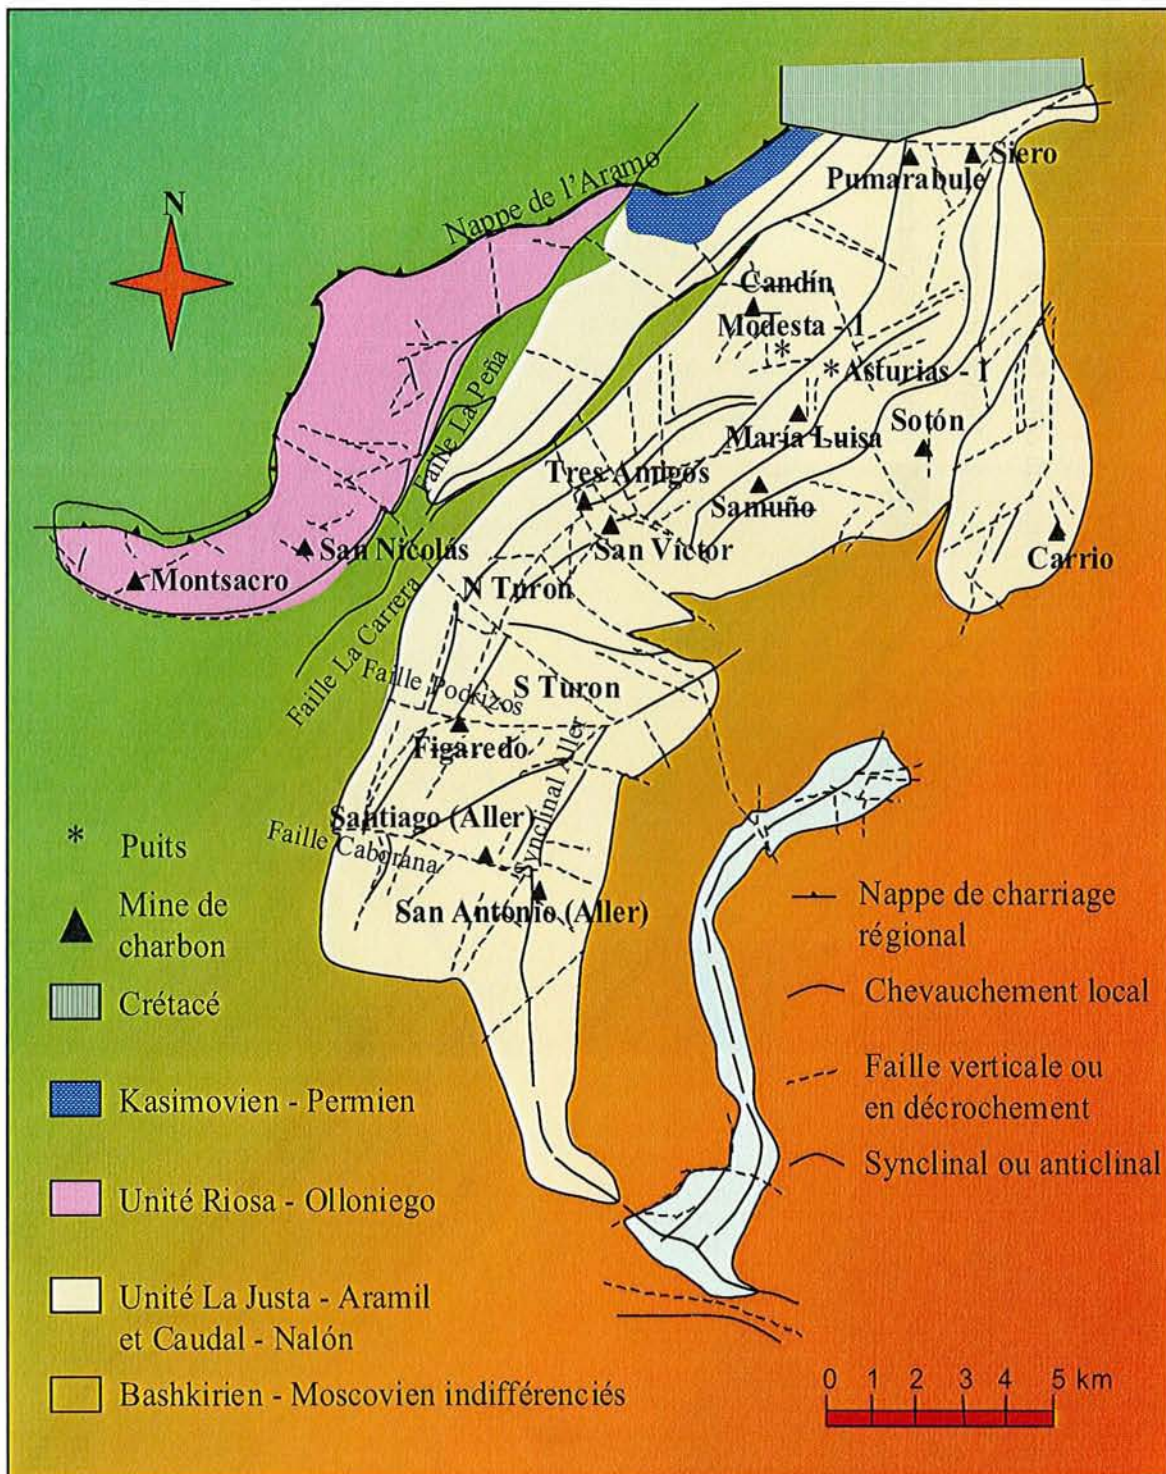 Siero
Pumarabule
Nappe de l'Aramo
N
Candín
Modesta - 1
*Asturias - 1
Faille La Peña
María Luisa
Sotón
Tres Amigos
Samuño
San Víctor
San Nicolás
Carrio
Montsacro
N Turon
Faille La Carrera
Faille Podrizos
S Turon
Figaredo
Synclinal Aller
Santiago (Aller)
Faille Caborana
San Antonio (Aller)
* Puits
Mine de
charbon
Crétacé
Kasimovien - Permien
Unité Riosa - Olloniego
Unité La Justa - Aramil
et Caudal - Nalón
Bashkirien - Moscovien indifférenciés
Nappe de charriage
régional
Chevauchement local
Faille verticale ou
en décrochement
Synclinal ou anticlinal
0 1 2 3 4 5 km